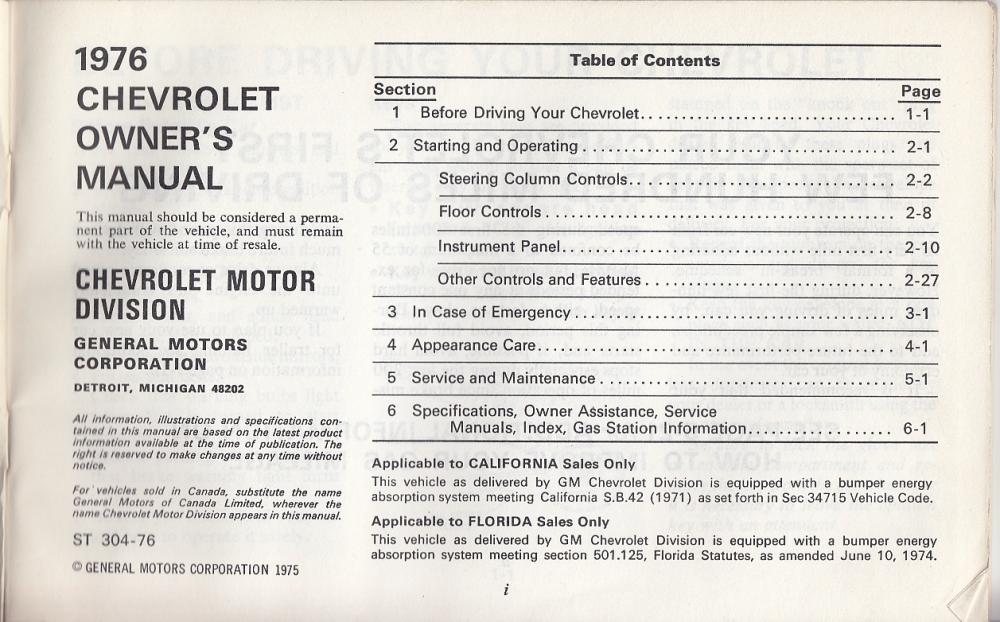 1976
CHEVROLET
OWNER'S
MANUAL
This manual should be considered a perma-
nent part of the vehicle, and must remain
with the vehicle at time of resale.
CHEVROLET MOTOR
DIVISION
GENERAL MOTORS
CORPORATION
DETROIT, MICHIGAN 48202
All information, illustrations and specifications con-
tained in this manual are based on the latest product
information available at the time of publication. The
right is reserved to make changes at any time without
notice.
For vehicles sold in Canada, substitute the name
General Motors of Canada Limited, wherever the
name Chevrolet Motor Division appears in this manual.
ST 304-76
© GENERAL MOTORS CORPORATION 1975
Table of Contents
Section Page
1 Before Driving Your Chevrolet. . . . . . . . . . . . . . . . . . . . . . . . . . . . 1-1
2 Starting and Operating . . . . . . . . . . . . . . . . . . . . . . . . . . . . . . . . . . 2-1
Steering Column Controls. . . . . . . . . . . . . . . . . . . . . . . . . . . . . 2-2
Floor Controls . . . . . . . . . . . . . . . . . . . . . . . . . . . . . . . . . . . . . . 2-8
Instrument Panel. . . . . . . . . . . . . . . . . . . . . . . . . . . . . . . . . . . . 2-10
Other Controls and Features . . . . . . . . . . . . . . . . . . . . . . . . . . 2-27
3 In Case of Emergency. . . . . . . . . . . . . . . . . . . . . . . . . . . . . . . . . . . 3-1
4 Appearance Care. . . . . . . . . . . . . . . . . . . . . . . . . . . . . . . . . . . . . . . 4-1
5 Service and Maintenance . . . . . . . . . . . . . . . . . . . . . . . . . . . . . . . . 5-1
6 Specifications, Owner Assistance, Service
Manuals, Index, Gas Station Information. . . . . . . . . . . . . . . . 6-1
Applicable to CALIFORNIA Sales Only
This vehicle as delivered by GM Chevrolet Division is equipped with a bumper energy
absorption system meeting California S.B.42 (1971) as set forth in Sec 34715 Vehicle Code.
Applicable to FLORIDA Sales Only
This vehicle as delivered by GM Chevrolet Division is equipped with a bumper energy
absorption system meeting section 501.125, Florida Statutes, as amended June 10, 1974.
i